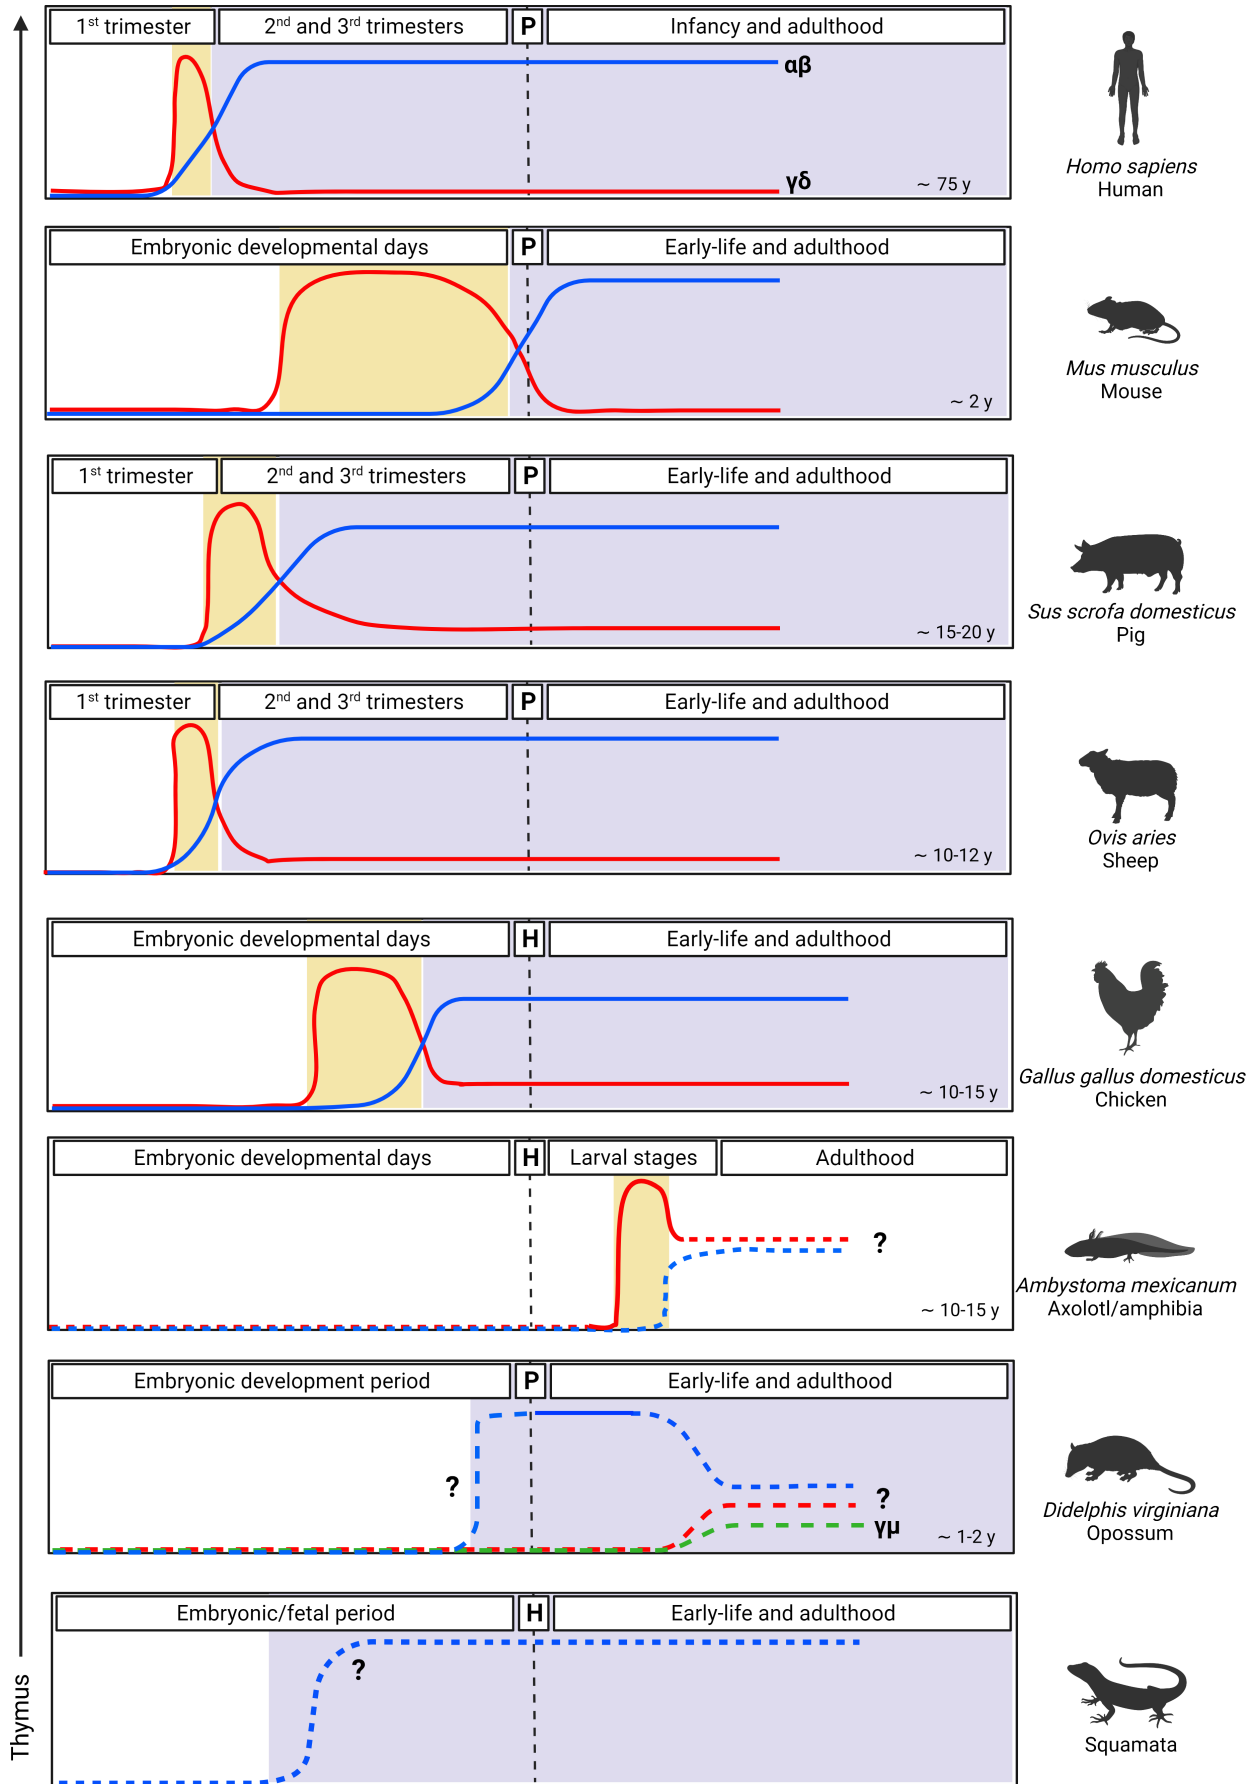 1st trimester 2nd and 3rd trimesters P Infancy and adulthood
αβ
γδ
~ 75 y
Homo sapiens
Human
Embryonic developmental days P Early-life and adulthood
~ 2 y
Mus musculus
Mouse
1st trimester 2nd and 3rd trimesters P Early-life and adulthood
~ 15-20 y
Sus scrofa domesticus
Pig
1st trimester 2nd and 3rd trimesters P Early-life and adulthood
~ 10-12 y
Ovis aries
Sheep
Embryonic developmental days H Early-life and adulthood
~ 10-15 y
Gallus gallus domesticus
Chicken
Embryonic developmental days H Larval stages Adulthood
?
~ 10-15 y
Ambystoma mexicanum
Axolotl/amphibia
Embryonic development period P Early-life and adulthood
?
?
γμ
~ 1-2 y
Didelphis virginiana
Opossum
Embryonic/fetal period H Early-life and adulthood
?
Squamata
Thymus